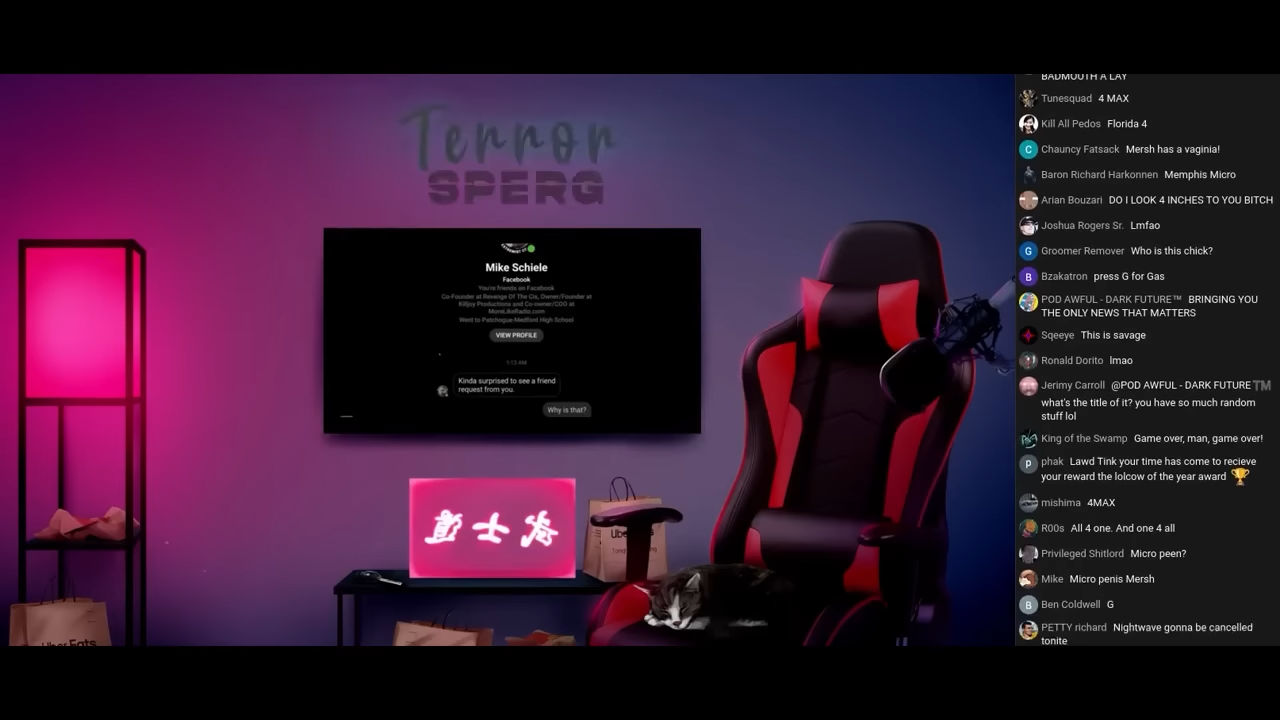 Terror
SPERG
Mike Schiele
Facebook
You're friends on Facebook
Co-Founder at Revenge Of The Cis, Owner/Founder at
Killjoy Productions and Co-owner/COO at
MoreLikeRadio.com
Went to Patchogue-Medford High School
VIEW PROFILE
1:13 AM
Kinda surprised to see a friend
request from you.
Why is that?
Uber
Uber Eats
BADMOUTH A LAY
Tunesquad 4 MAX
Kill All Pedos Florida 4
C Chauncy Fatsack Mersh has a vaginia!
Baron Richard Harkonnen Memphis Micro
Arian Bouzari DO I LOOK 4 INCHES TO YOU BITCH
Joshua Rogers Sr. Lmfao
G Groomer Remover Who is this chick?
B Bzakatron press G for Gas
POD AWFUL - DARK FUTURE™ BRINGING YOU
THE ONLY NEWS THAT MATTERS
Sqeeye This is savage
Ronald Dorito lmao
Jerimy Carroll @POD AWFUL - DARK FUTURE™
what's the title of it? you have so much random
stuff lol
King of the Swamp Game over, man, game over!
P phak Lawd Tink your time has come to recieve
your reward the lolcow of the year award 🏆
mishima 4MAX
R00s All 4 one. And one 4 all
Privileged Shitlord Micro peen?
Mike Micro penis Mersh
B Ben Coldwell G
PETTY richard Nightwave gonna be cancelled
tonite